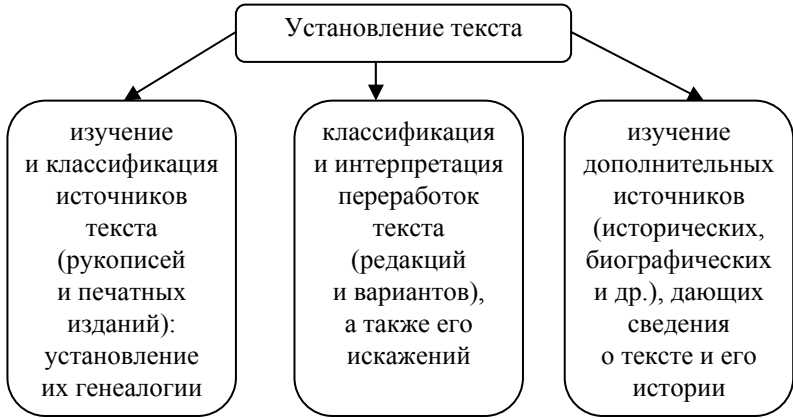 Установление текста
изучение
и классификация
источников
текста
(рукописей
и печатных
изданий):
установление
их генеалогии
классификация
и интерпретация
переработок
текста
(редакций
и вариантов),
а также его
искажений
изучение
дополнительных
источников
(исторических,
биографических
и др.), дающих
сведения
о тексте и его
истории